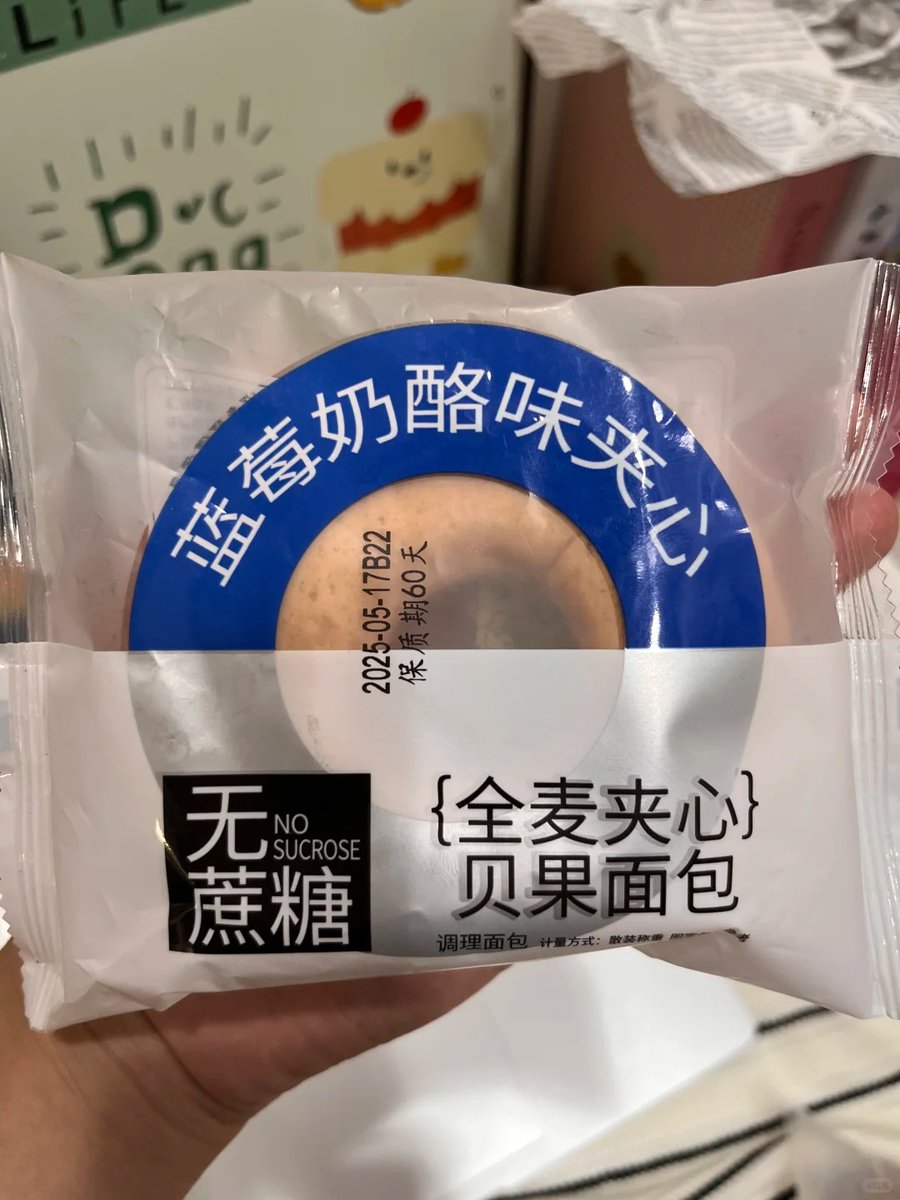 LiFE
蓝莓奶酪味夹心
2025-05-17B22
保质期60天
无蔗糖
NO
SUCROSE
{全麦夹心}
贝果面包
调理面包 计量方式：散装称重